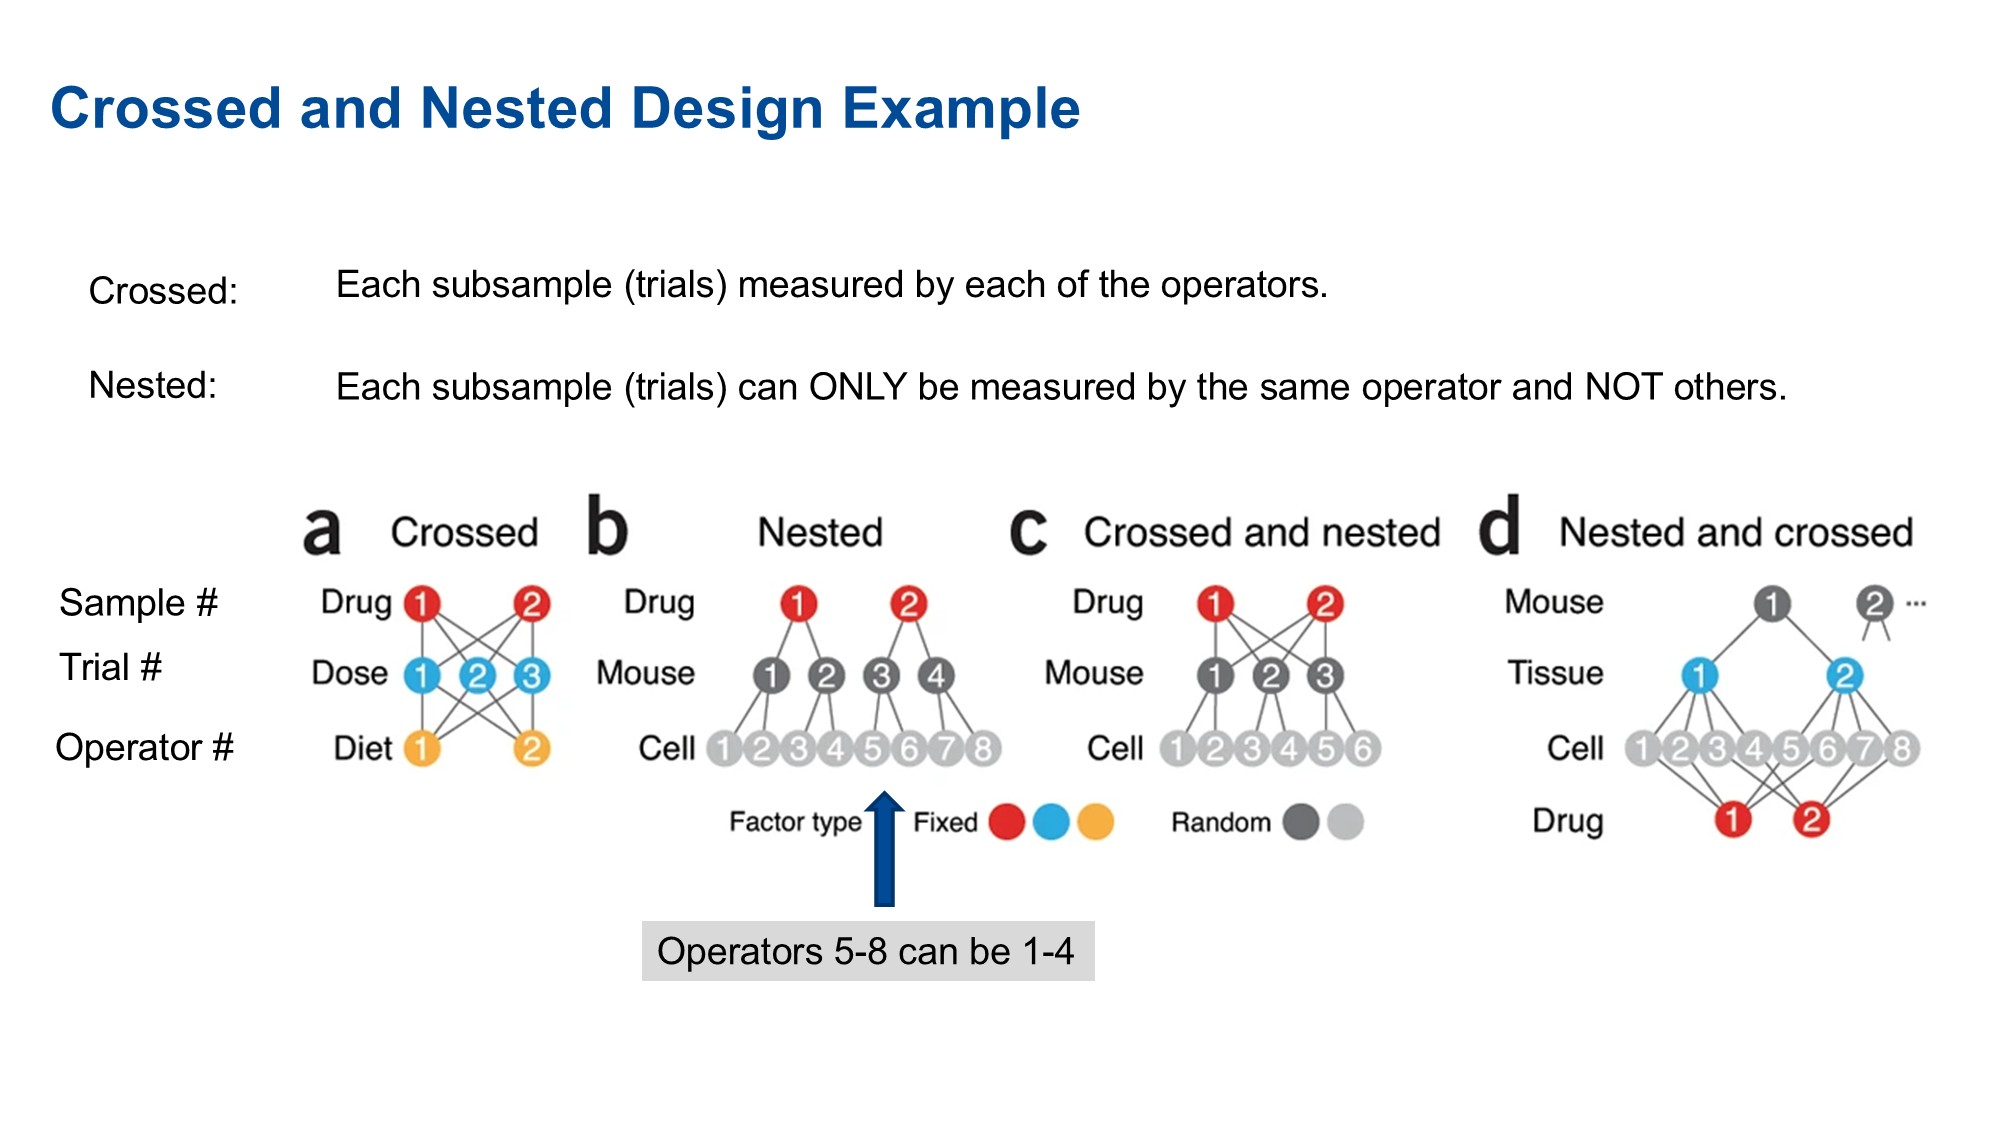 Crossed and Nested Design Example
Crossed: Each subsample (trials) measured by each of the operators.
Nested: Each subsample (trials) can ONLY be measured by the same operator and NOT others.
a Crossed b Nested c Crossed and nested d Nested and crossed
Sample # Drug 1 2 Drug 1 2 Drug 1 2 Mouse 1 2 ...
Trial # Dose 1 2 3 Mouse 1 2 3 4 Mouse 1 2 3 Tissue 1 2
Operator # Diet 1 2 Cell 1 2 3 4 5 6 7 8 Cell 1 2 3 4 5 6 Cell 1 2 3 4 5 6 7 8
Factor type Fixed Random Drug 1 2
Operators 5-8 can be 1-4